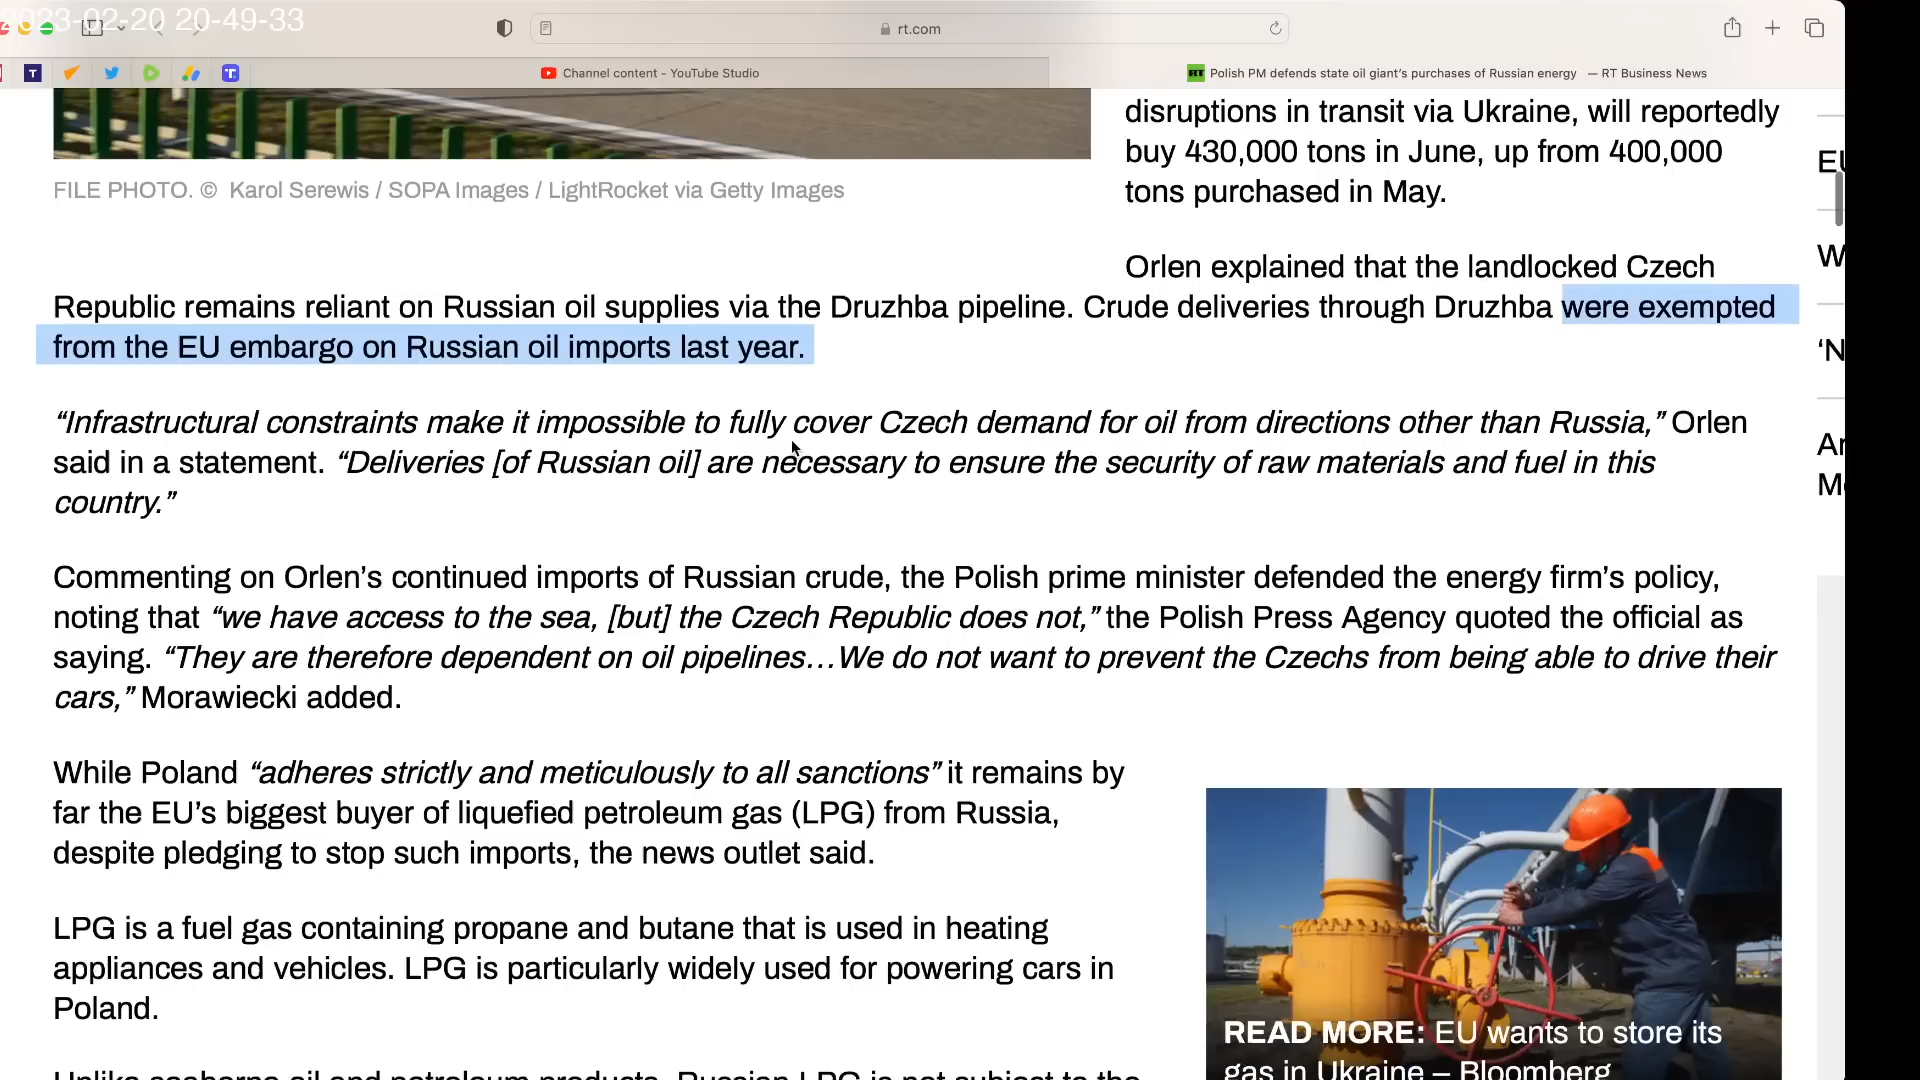 2023-02-20 20-49-33
rt.com
Channel content - YouTube Studio
Polish PM defends state oil giant's purchases of Russian energy — RT Business News
disruptions in transit via Ukraine, will reportedly
buy 430,000 tons in June, up from 400,000
tons purchased in May.
FILE PHOTO. © Karol Serewis / SOPA Images / LightRocket via Getty Images
Orlen explained that the landlocked Czech
Republic remains reliant on Russian oil supplies via the Druzhba pipeline. Crude deliveries through Druzhba were exempted
from the EU embargo on Russian oil imports last year.
“Infrastructural constraints make it impossible to fully cover Czech demand for oil from directions other than Russia,” Orlen
said in a statement. “Deliveries [of Russian oil] are necessary to ensure the security of raw materials and fuel in this
country.”
Commenting on Orlen’s continued imports of Russian crude, the Polish prime minister defended the energy firm’s policy,
noting that “we have access to the sea, [but] the Czech Republic does not,” the Polish Press Agency quoted the official as
saying. “They are therefore dependent on oil pipelines…We do not want to prevent the Czechs from being able to drive their
cars,” Morawiecki added.
While Poland “adheres strictly and meticulously to all sanctions” it remains by
far the EU’s biggest buyer of liquefied petroleum gas (LPG) from Russia,
despite pledging to stop such imports, the news outlet said.
LPG is a fuel gas containing propane and butane that is used in heating
appliances and vehicles. LPG is particularly widely used for powering cars in
Poland.
Unlike seaborne oil and petroleum products, Russian LPG is not subject to the
READ MORE: EU wants to store its
gas in Ukraine – Bloomberg